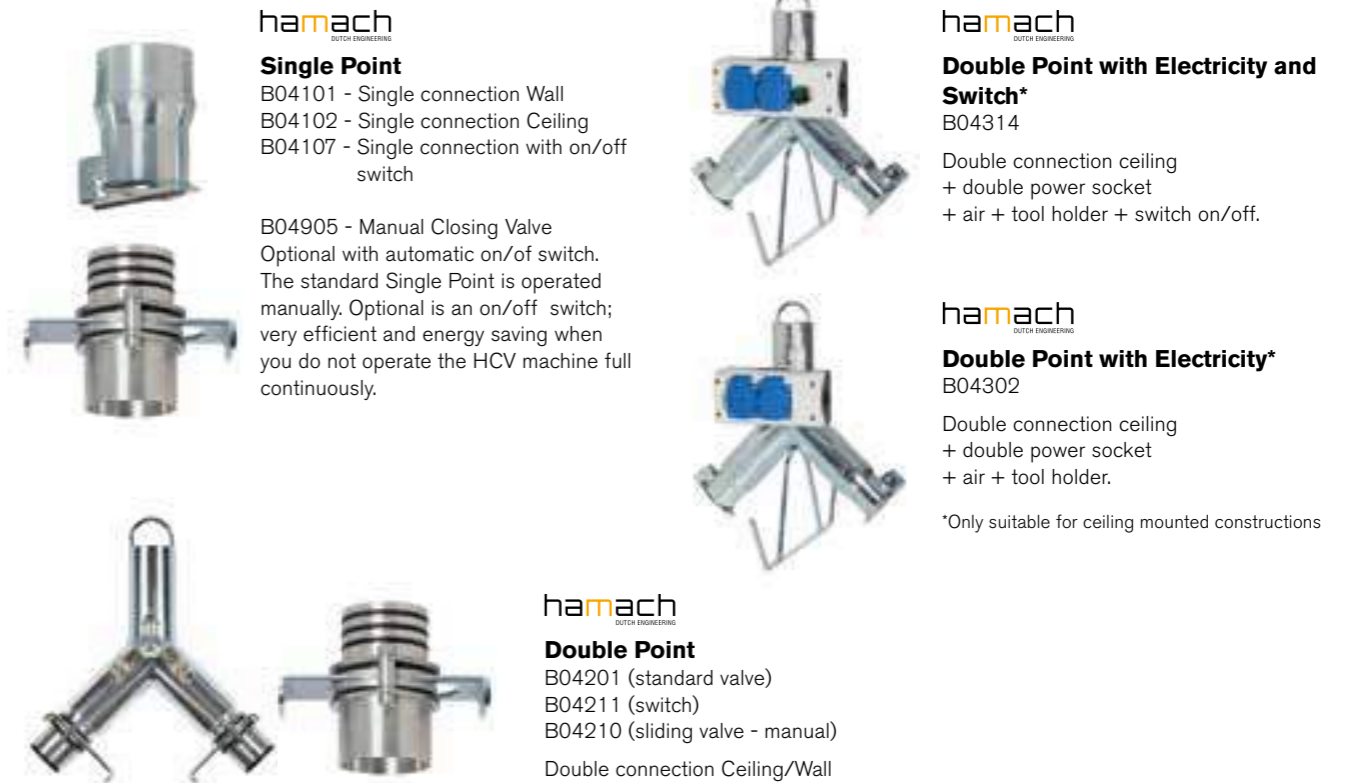 hamach
DUTCH ENGINEERING
Single Point
B04101 - Single connection Wall
B04102 - Single connection Ceiling
B04107 - Single connection with on/off
switch
B04905 - Manual Closing Valve
Optional with automatic on/of switch.
The standard Single Point is operated
manually. Optional is an on/off switch;
very efficient and energy saving when
you do not operate the HCV machine full
continuously.
hamach
DUTCH ENGINEERING
Double Point with Electricity and
Switch*
B04314
Double connection ceiling
+ double power socket
+ air + tool holder + switch on/off.
hamach
DUTCH ENGINEERING
Double Point with Electricity*
B04302
Double connection ceiling
+ double power socket
+ air + tool holder.
*Only suitable for ceiling mounted constructions
hamach
DUTCH ENGINEERING
Double Point
B04201 (standard valve)
B04211 (switch)
B04210 (sliding valve - manual)
Double connection Ceiling/Wall